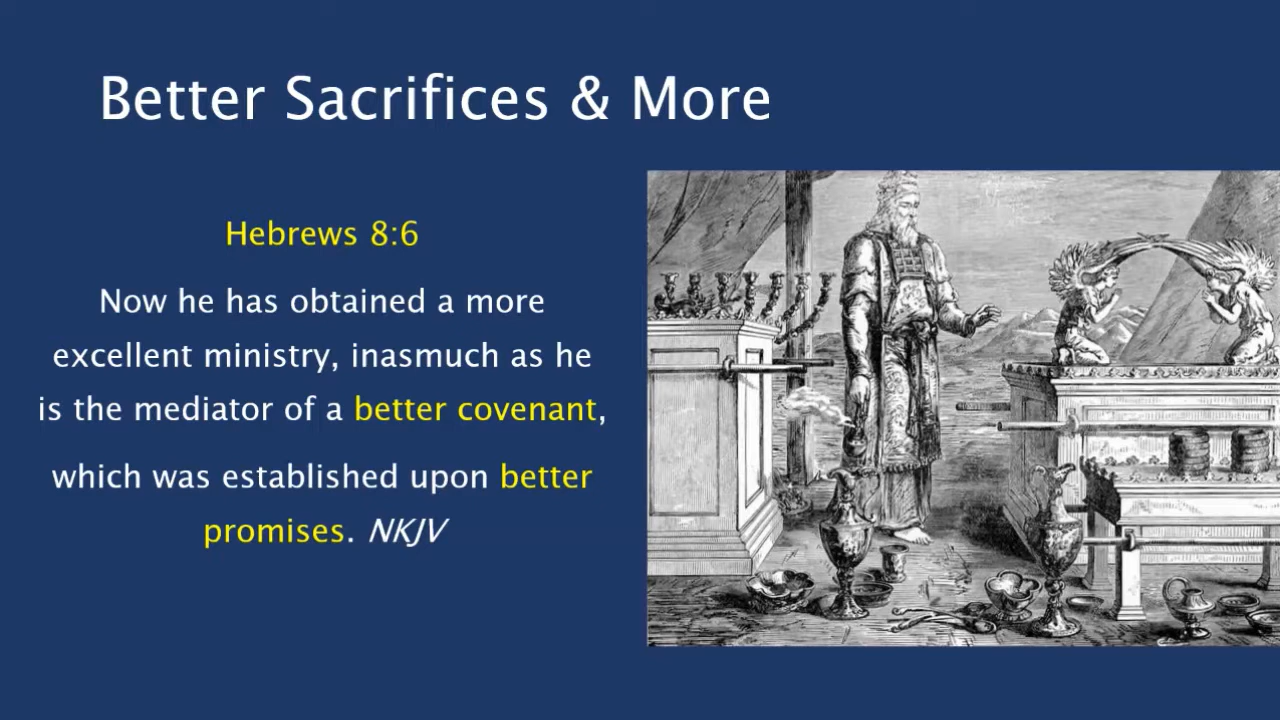 Better Sacrifices & More
Hebrews 8:6
Now he has obtained a more
excellent ministry, inasmuch as he
is the mediator of a better covenant,
which was established upon better
promises. NKJV